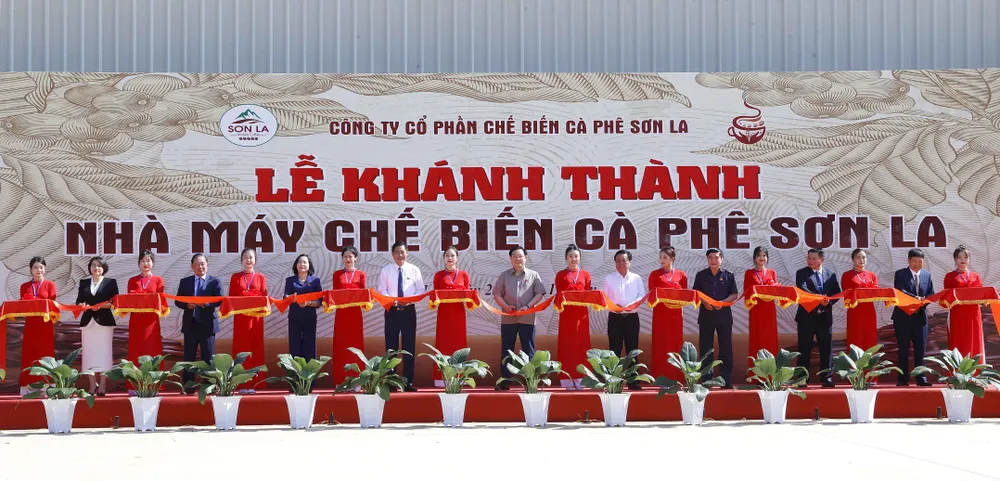 SƠN LA
CÔNG TY CỔ PHẦN CHẾ BIẾN CÀ PHÊ SƠN LA
LỄ KHÁNH THÀNH
NHÀ MÁY CHẾ BIẾN CÀ PHÊ SƠN LA